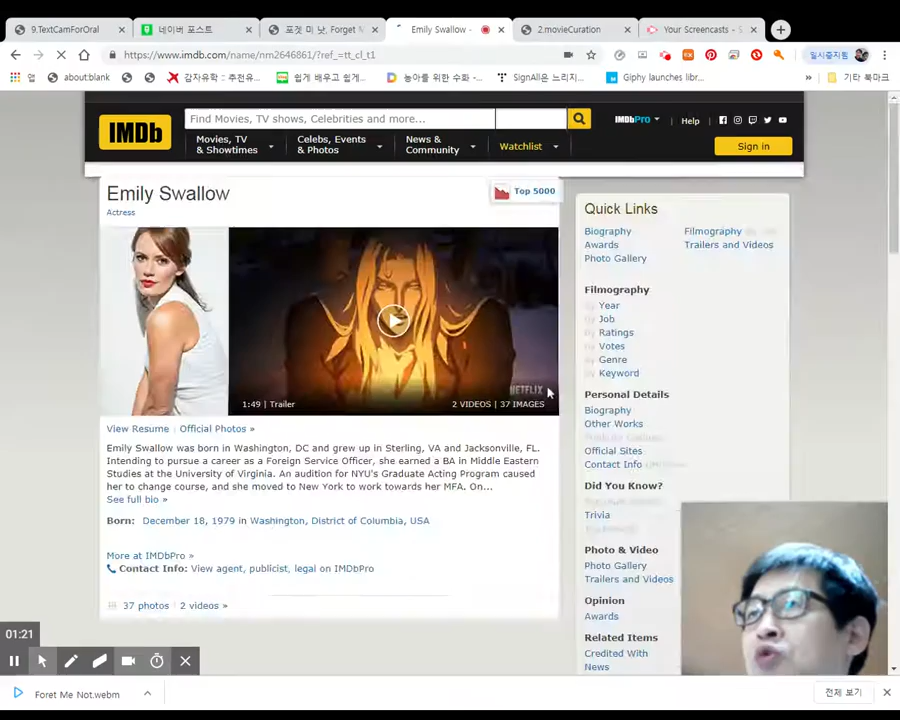 9.TextCamForOral
네이버 포스트
포켓 미 낫, Forget M
Emily Swallow -
2.movieCuration
Your Screencasts - S
https://www.imdb.com/name/nm2646861/?ref_=tt_cl_t1
일시중지됨
about:blank
감자유학 :: 추천유...
쉽게 배우고 쉽게...
농아를 위한 수화 -...
SignAll은 느리지...
Giphy launches libr...
»
기타 북마크
IMDb
Find Movies, TV shows, Celebrities and more...
IMDbPro
Help
Movies, TV
& Showtimes
Celebs, Events
& Photos
News &
Community
Watchlist
Sign in
Emily Swallow
Actress
Top 5000
NETFLIX
1:49 | Trailer
2 VIDEOS | 37 IMAGES
View Resume | Official Photos »
Emily Swallow was born in Washington, DC and grew up in Sterling, VA and Jacksonville, FL.
Intending to pursue a career as a Foreign Service Officer, she earned a BA in Middle Eastern
Studies at the University of Virginia. An audition for NYU's Graduate Acting Program caused
her to change course, and she moved to New York to work towards her MFA. On...
See full bio »
Born: December 18, 1979 in Washington, District of Columbia, USA
More at IMDbPro »
Contact Info: View agent, publicist, legal on IMDbPro
37 photos | 2 videos »
Quick Links
Biography
Awards
Photo Gallery
Filmography
Trailers and Videos
Filmography
by Year
by Job
by Ratings
by Votes
by Genre
by Keyword
Personal Details
Biography
Other Works
Official Sites
Contact Info
Did You Know?
Trivia
Photo & Video
Photo Gallery
Trailers and Videos
Opinion
Awards
Related Items
Credited With
News
01:21
Foret Me Not.webm
전체 보기